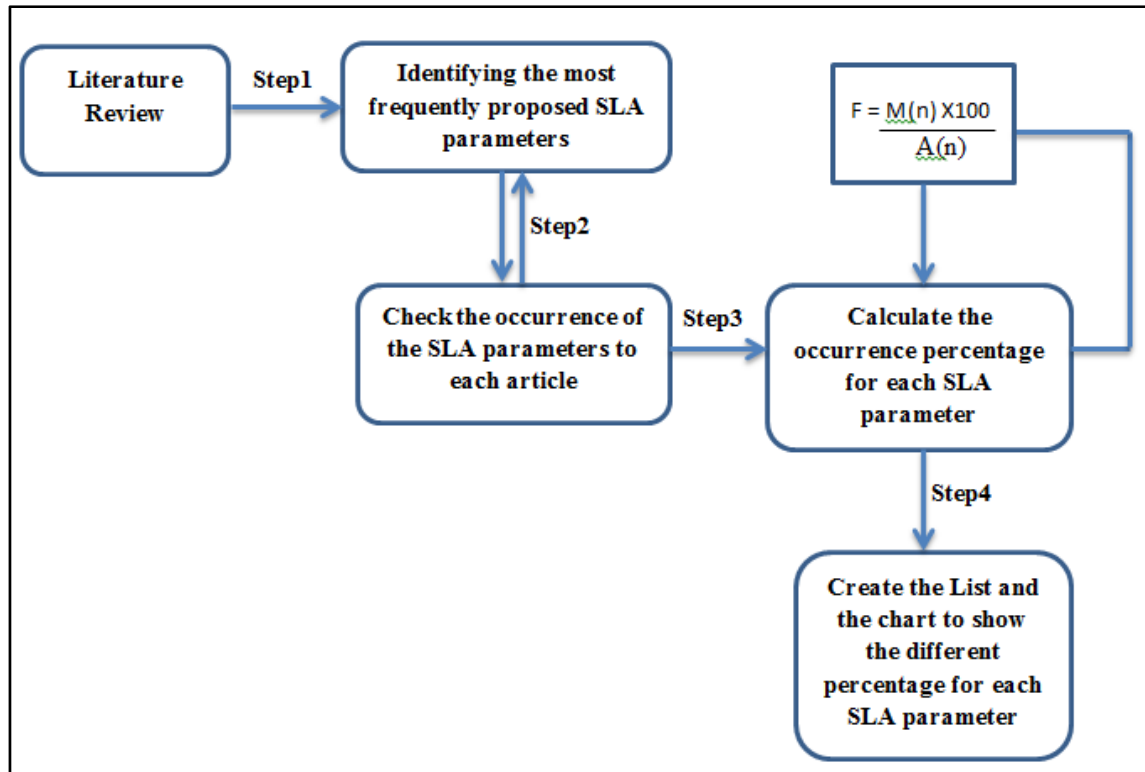 Literature
Review
Step1
Identifying the most
frequently proposed SLA
parameters
F = M(n) X100
A(n)
Step2
Check the occurrence of
the SLA parameters to
each article
Step3
Calculate the
occurrence percentage
for each SLA
parameter
Step4
Create the List and
the chart to show
the different
percentage for each
SLA parameter